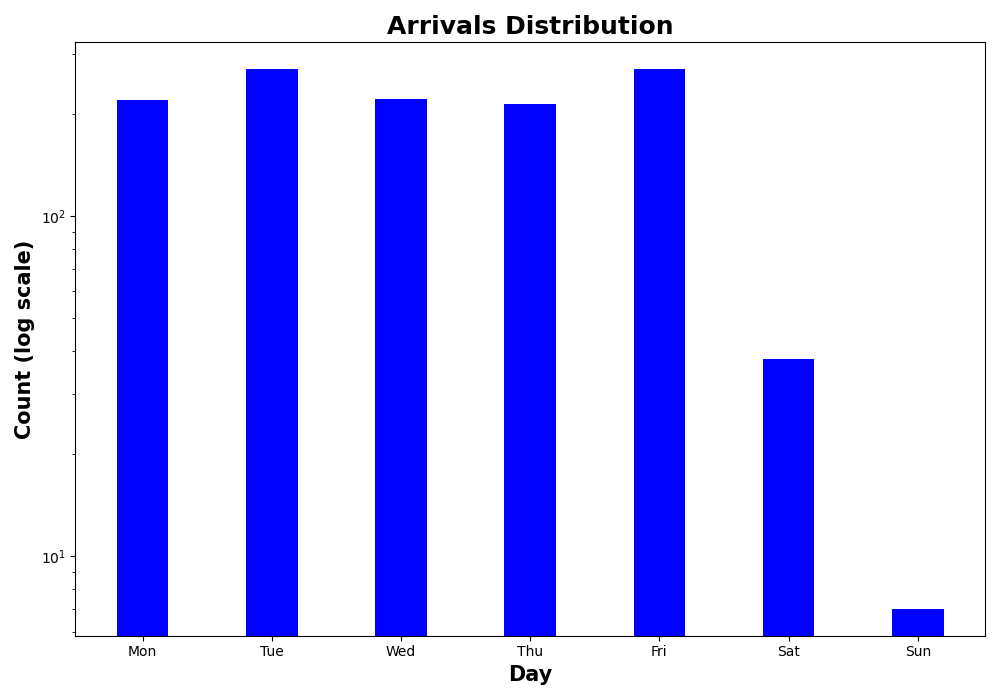 Arrivals Distribution
Count (log scale)
10²
10¹
Mon Tue Wed Thu Fri Sat Sun
Day